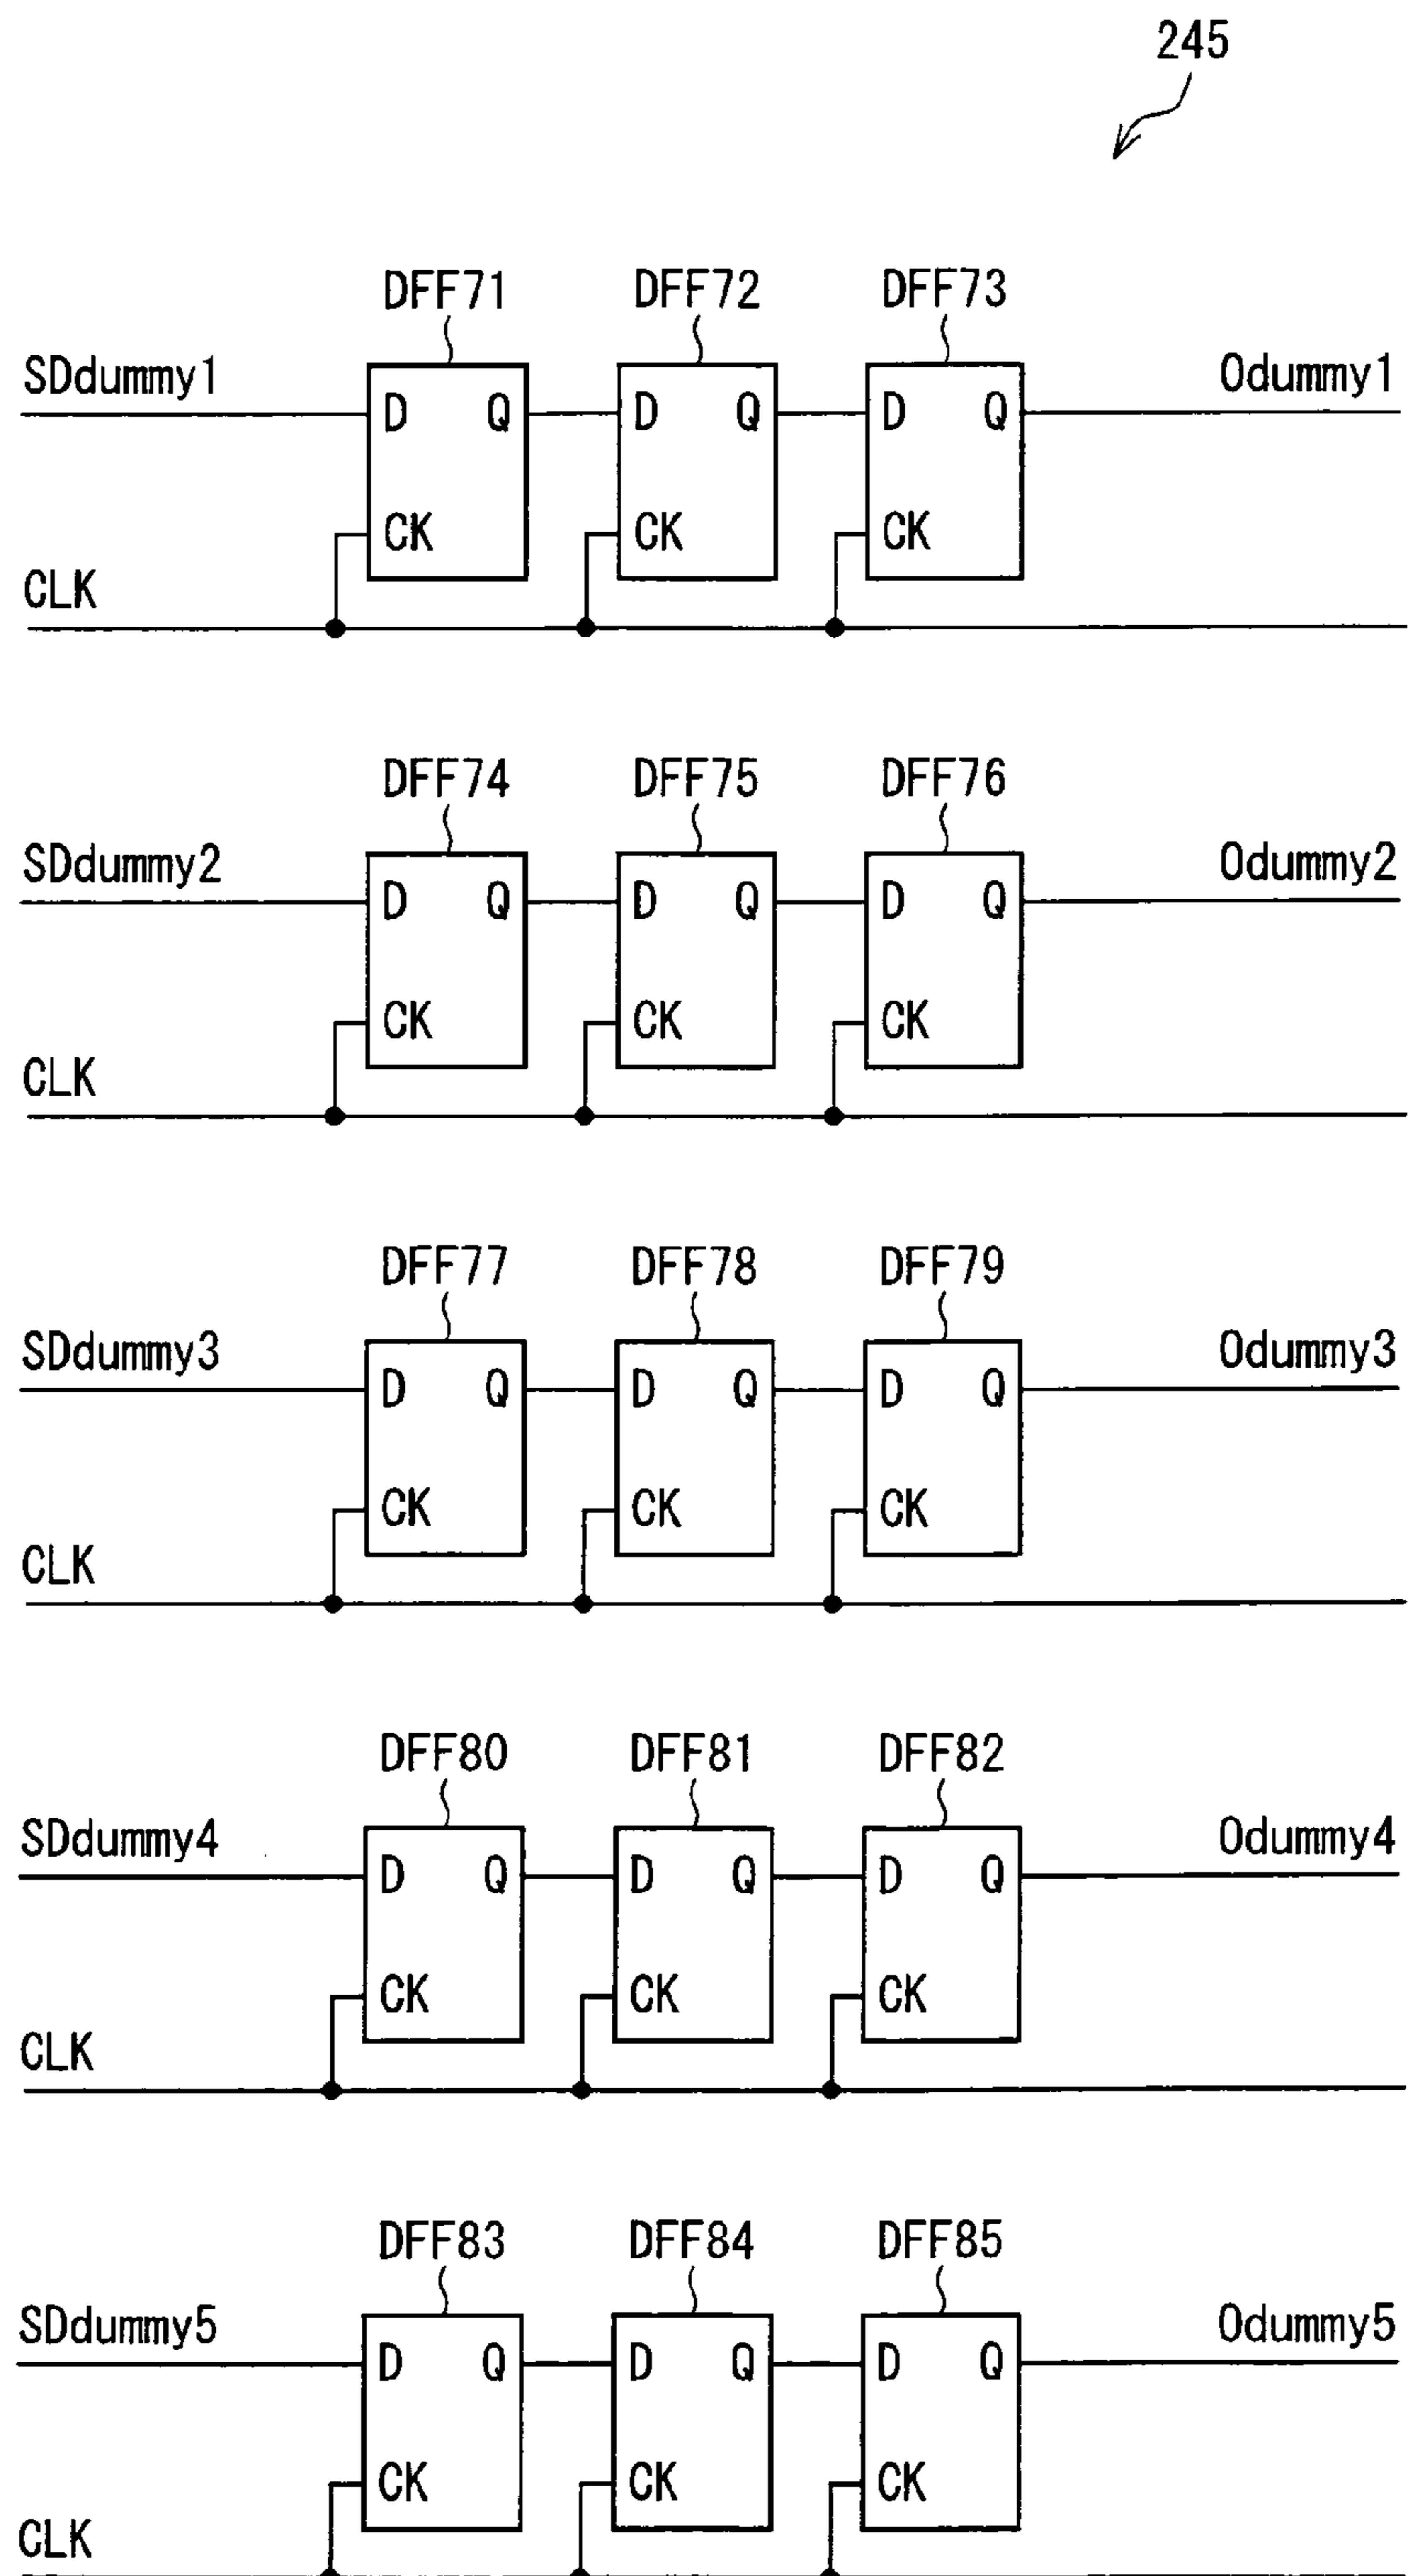 245
DFF71 DFF72 DFF73
SDdummy1 Odummy1
D Q D Q D Q
CK CK CK
CLK
DFF74 DFF75 DFF76
SDdummy2 Odummy2
D Q D Q D Q
CK CK CK
CLK
DFF77 DFF78 DFF79
SDdummy3 Odummy3
D Q D Q D Q
CK CK CK
CLK
DFF80 DFF81 DFF82
SDdummy4 Odummy4
D Q D Q D Q
CK CK CK
CLK
DFF83 DFF84 DFF85
SDdummy5 Odummy5
D Q D Q D Q
CK CK CK
CLK